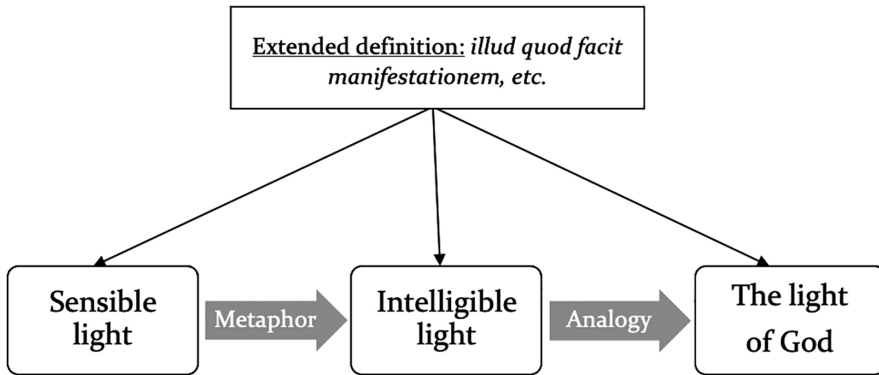 Extended definition: illud quod facit
manifestationem, etc.
Sensible
light
Metaphor
Intelligible
light
Analogy
The light
of God